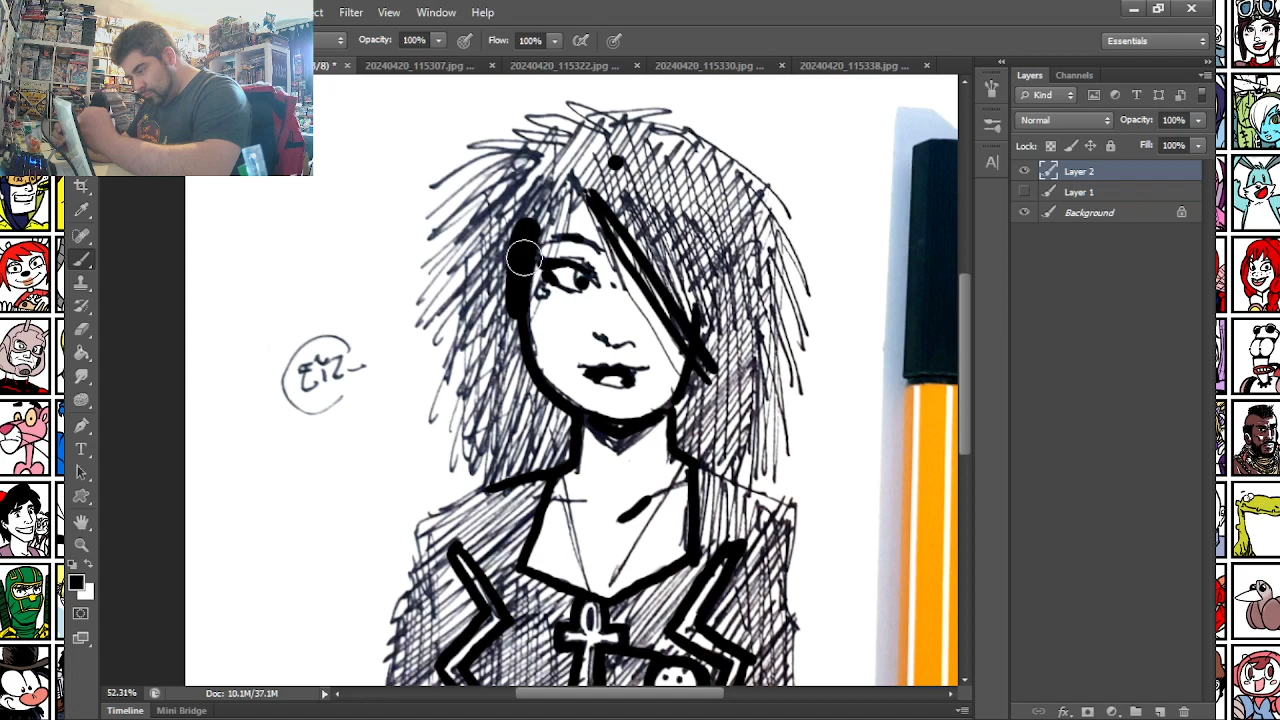 ect Filter View Window Help
Opacity: 100% Flow: 100% Essentials
/8) * × 20240420_115307.jpg ... × 20240420_115322.jpg ... × 20240420_115330.jpg ... × 20240420_115338.jpg ... ×
Layers Channels
Kind
Normal Opacity: 100%
Lock: Fill: 100%
Layer 2
Layer 1
Background
52.31% Doc: 10.1M/37.1M
Timeline Mini Bridge